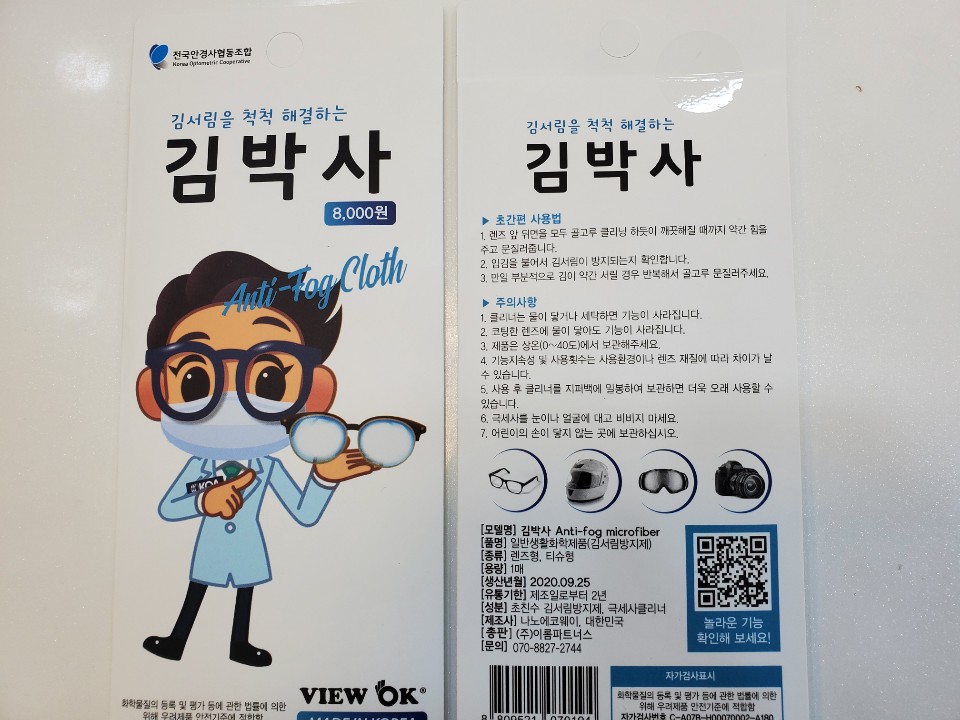 전국안경사협동조합
Korea Optometric Cooperative
김서림을 척척 해결하는
김박사
8,000원
Anti-Fog Cloth
KOA
VIEW OK®
MADE IN KOREA
화학물질의 등록 및 평가 등에 관한 법률에 의한
위해 우려제품 안전기준에 적합함
김서림을 척척 해결하는
김박사
▶ 초간편 사용법
1. 렌즈 앞 뒤면을 모두 골고루 클리닝 하듯이 깨끗해질 때까지 약간 힘을
주고 문질러줍니다.
2. 입김을 불어서 김서림이 방지되는지 확인합니다.
3. 만일 부분적으로 김이 약간 서릴 경우 반복해서 골고루 문질러주세요.
▶ 주의사항
1. 클리너는 물이 닿거나 세탁하면 기능이 사라집니다.
2. 코팅한 렌즈에 물이 닿아도 기능이 사라집니다.
3. 제품은 상온(0~40도)에서 보관해주세요.
4. 기능지속성 및 사용횟수는 사용환경이나 렌즈 재질에 따라 차이가 날
수 있습니다.
5. 사용 후 클리너를 지퍼백에 밀봉하여 보관하면 더욱 오래 사용할 수
있습니다.
6. 극세사를 눈이나 얼굴에 대고 비비지 마세요.
7. 어린이의 손이 닿지 않는 곳에 보관하십시오.
[모델명] 김박사 Anti-fog microfiber
[품명] 일반생활화학제품(김서림방지제)
[종류] 렌즈형, 티슈형
[용량] 1매
[생산년월] 2020.09.25
[유통기한] 제조일로부터 2년
[성분] 초친수 김서림방지제, 극세사클리너
[제조사] 나노에코웨이, 대한민국
[총판] (주)이롬파트너스
[문의] 070-8827-2744
놀라운 기능
확인해 보세요!
자가검사표시
화학물질의 등록 및 평가 등에 관한 법률에 의한
위해 우려제품 안전기준에 적합함
자가검사번호 C-A07B-H00070002-A180
8 809521 970194